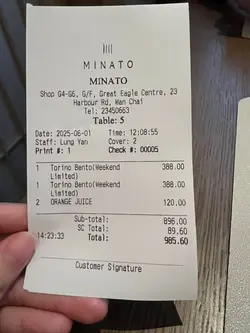 MINATO
MINATO
Shop G4-G6, G/F, Great Eagle Centre, 23
Harbour Rd, Wan Chai
Tel: 23450663
Table: 5
Date: 2025-06-01 Time: 12:08:55
Staff: Lung Yan Cover: 2
Print #: 1 Check #: 00005
1 Torino Bento(Weekend 388.00
Limited)
1 Torino Bento(Weekend 388.00
Limited)
2 ORANGE JUICE 120.00
Sub-total: 896.00
SC Total: 89.60
14:23:33 Total: 985.60
Customer Signature